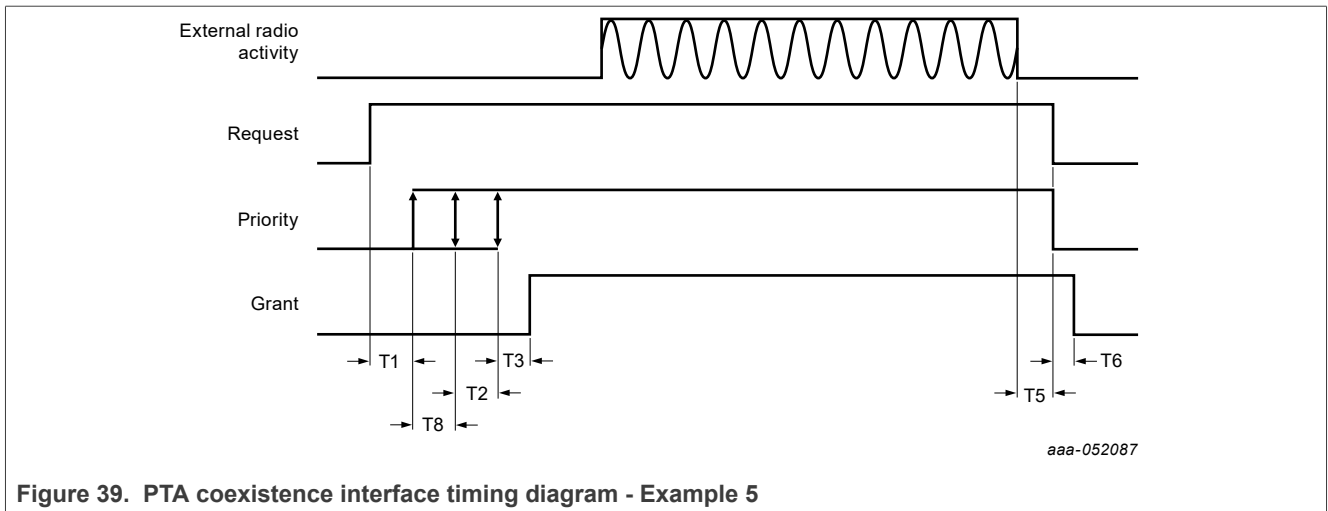 External radio
activity
Request
Priority
Grant
T1
T3
T6
T2
T5
T8
aaa-052087
Figure 39. PTA coexistence interface timing diagram - Example 5